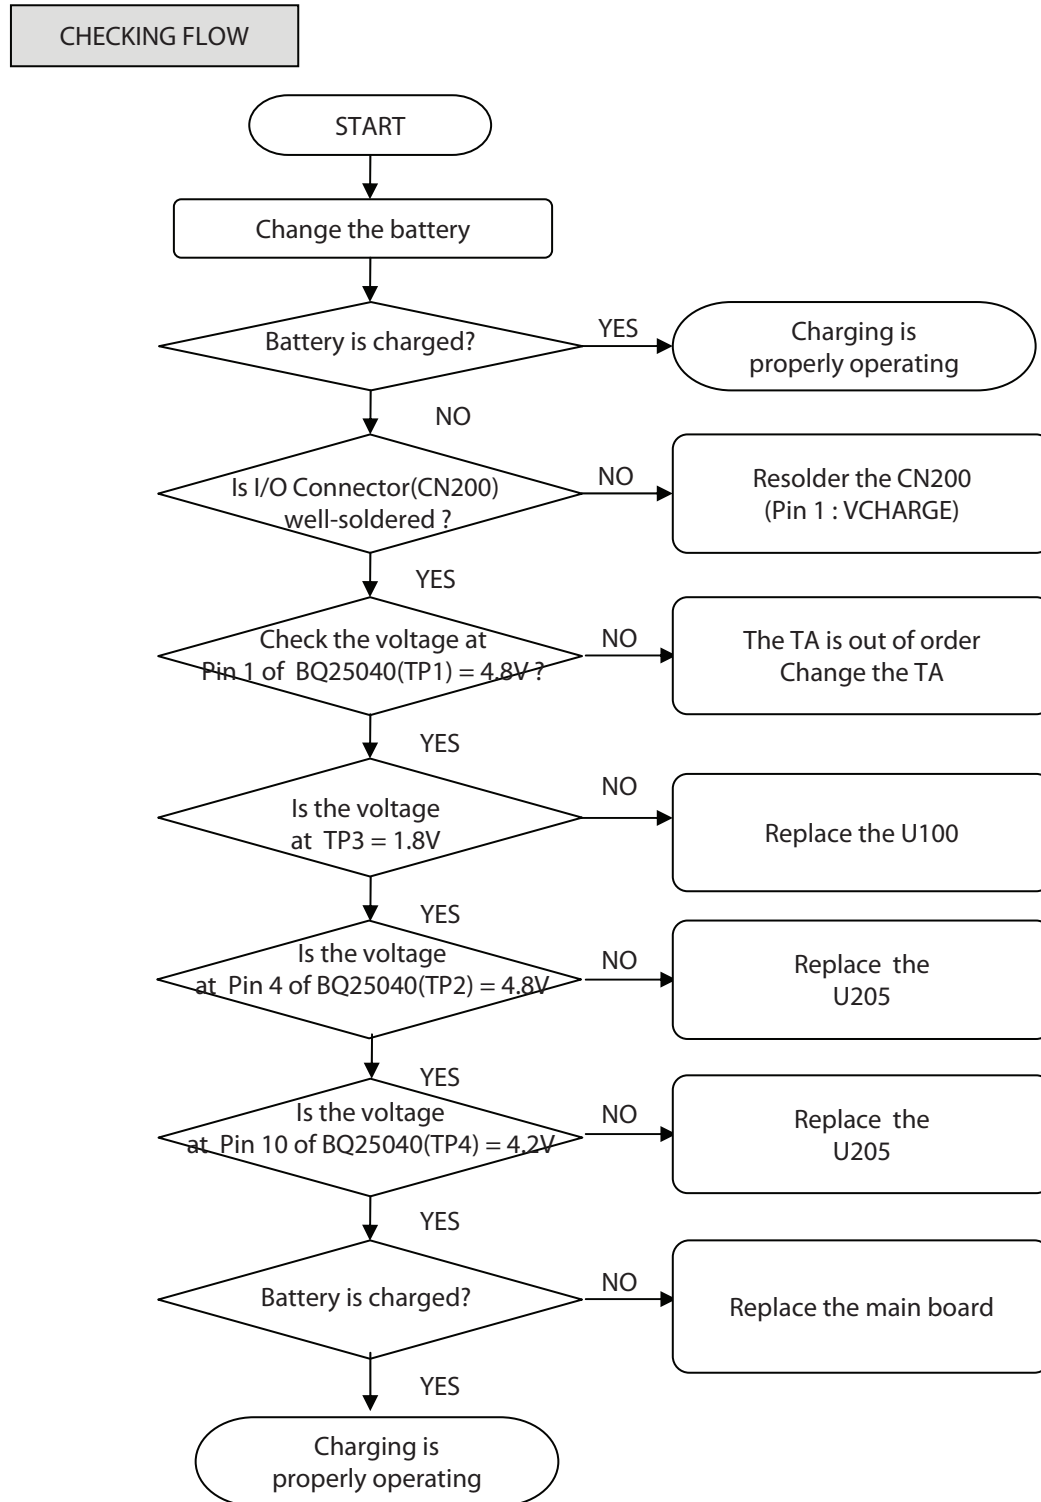 CHECKING FLOW
START
Change the battery
Battery is charged?
YES
Charging is
properly operating
NO
Is I/O Connector(CN200)
well-soldered ?
NO
Resolder the CN200
(Pin 1 : VCHARGE)
YES
Check the voltage at
Pin 1 of BQ25040(TP1) = 4.8V ?
NO
The TA is out of order
Change the TA
YES
Is the voltage
at TP3 = 1.8V
NO
Replace the U100
YES
Is the voltage
at Pin 4 of BQ25040(TP2) = 4.8V
NO
Replace the
U205
YES
Is the voltage
at Pin 10 of BQ25040(TP4) = 4.2V
NO
Replace the
U205
YES
Battery is charged?
NO
Replace the main board
YES
Charging is
properly operating